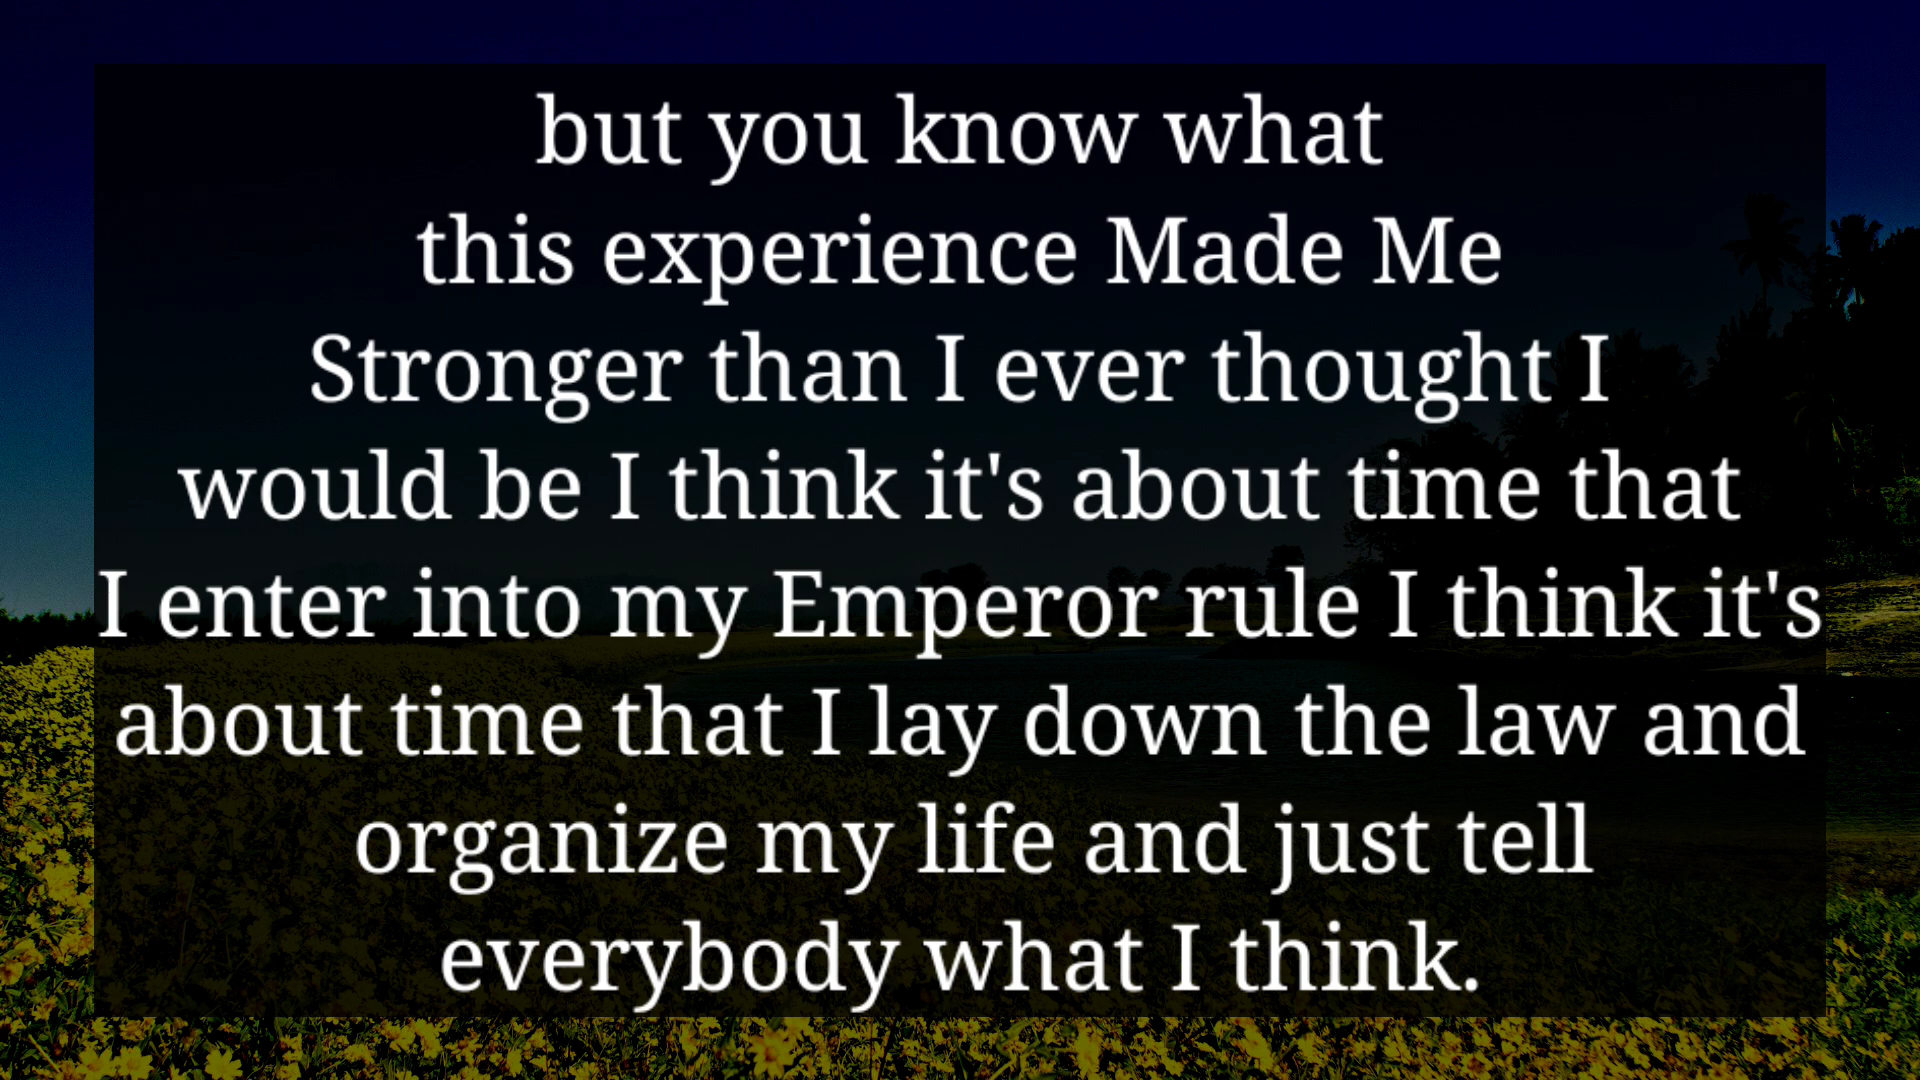 but you know what
this experience Made Me
Stronger than I ever thought I
would be I think it's about time that
I enter into my Emperor rule I think it's
about time that I lay down the law and
organize my life and just tell
everybody what I think.